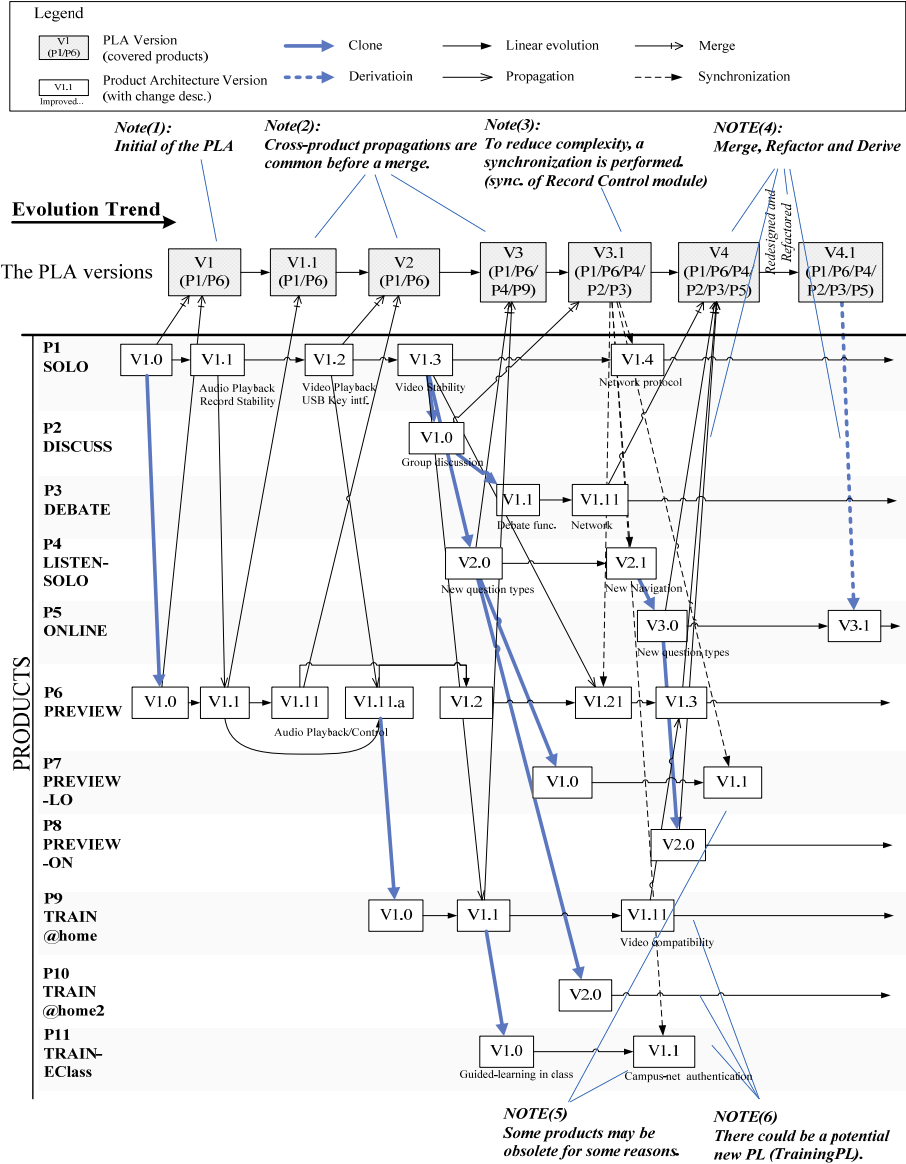 Legend
V1
(P1/P6)
PLA Version
(covered products)
V1.1
Improved...
Product Architecture Version
(with change desc.)
Clone
Derivatioin
Linear evolution
Propagation
Merge
Synchronization
Note(1):
Initial of the PLA
Note(2):
Cross-product propagations are
common before a merge.
Note(3):
To reduce complexity, a
synchronization is performed.
(sync. of Record Control module)
NOTE(4):
Merge, Refactor and Derive
Redesigned and
Refactored
Evolution Trend
The PLA versions
V1
(P1/P6)
V1.1
(P1/P6)
V2
(P1/P6)
V3
(P1/P6/
P4/P9)
V3.1
(P1/P6/P4/
P2/P3)
V4
(P1/P6/P4/
P2/P3/P5)
V4.1
(P1/P6/P4/
P2/P3/P5)
PRODUCTS
P1
SOLO
V1.0
V1.1
Audio Playback
Record Stability
V1.2
Video Playback
USB Key intf.
V1.3
Video Stability
V1.4
Network protocol
P2
DISCUSS
V1.0
Group discussion
P3
DEBATE
V1.1
Debate func.
V1.11
Network
P4
LISTEN-
SOLO
V2.0
New question types
V2.1
New Navigation
P5
ONLINE
V3.0
New question types
V3.1
P6
PREVIEW
V1.0
V1.1
V1.11
Audio Playback/Control
V1.11.a
V1.2
V1.21
V1.3
P7
PREVIEW
-LO
V1.0
V1.1
P8
PREVIEW
-ON
V2.0
P9
TRAIN
@home
V1.0
V1.1
V1.11
Video compatibility
P10
TRAIN
@home2
V2.0
P11
TRAIN-
EClass
V1.0
Guided-learning in class
V1.1
Campus-net authentication
NOTE(5)
Some products may be
obsolete for some reasons.
NOTE(6)
There could be a potential
new PL (TrainingPL).